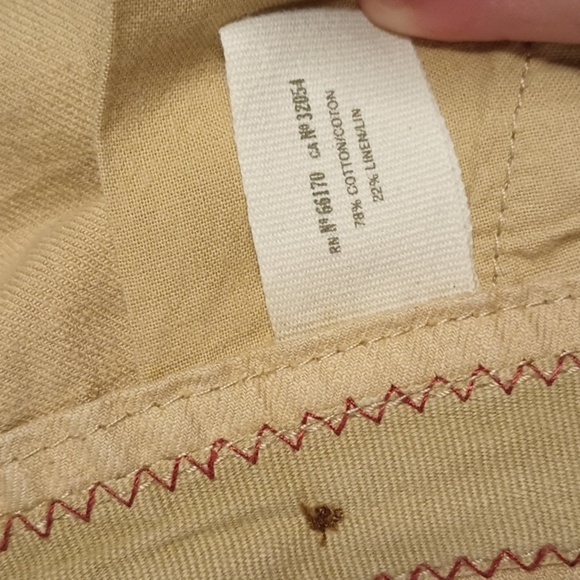 RN Nº 66170 CA Nº 32054
78% COTTON/COTON
22% LINEN/LIN